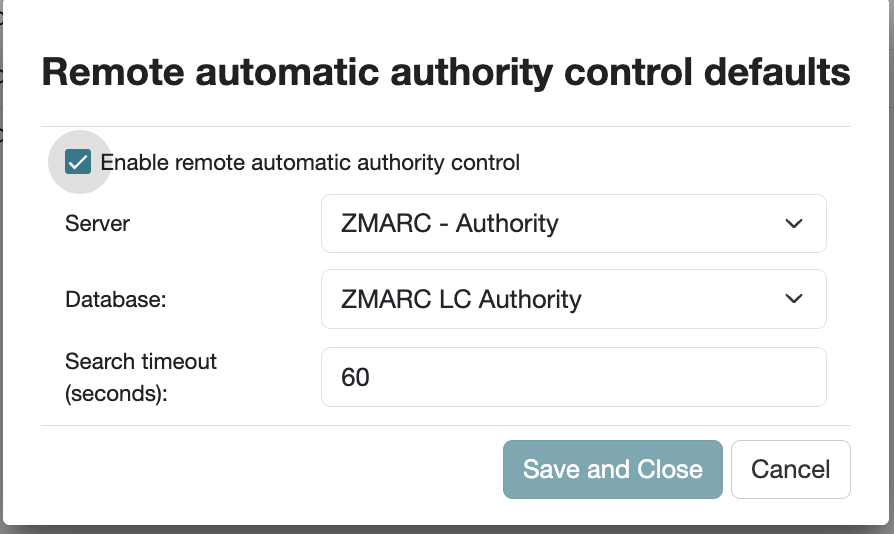 Remote automatic authority control defaults
Enable remote automatic authority control
Server
ZMARC - Authority
Database:
ZMARC LC Authority
Search timeout
(seconds):
60
Save and Close
Cancel